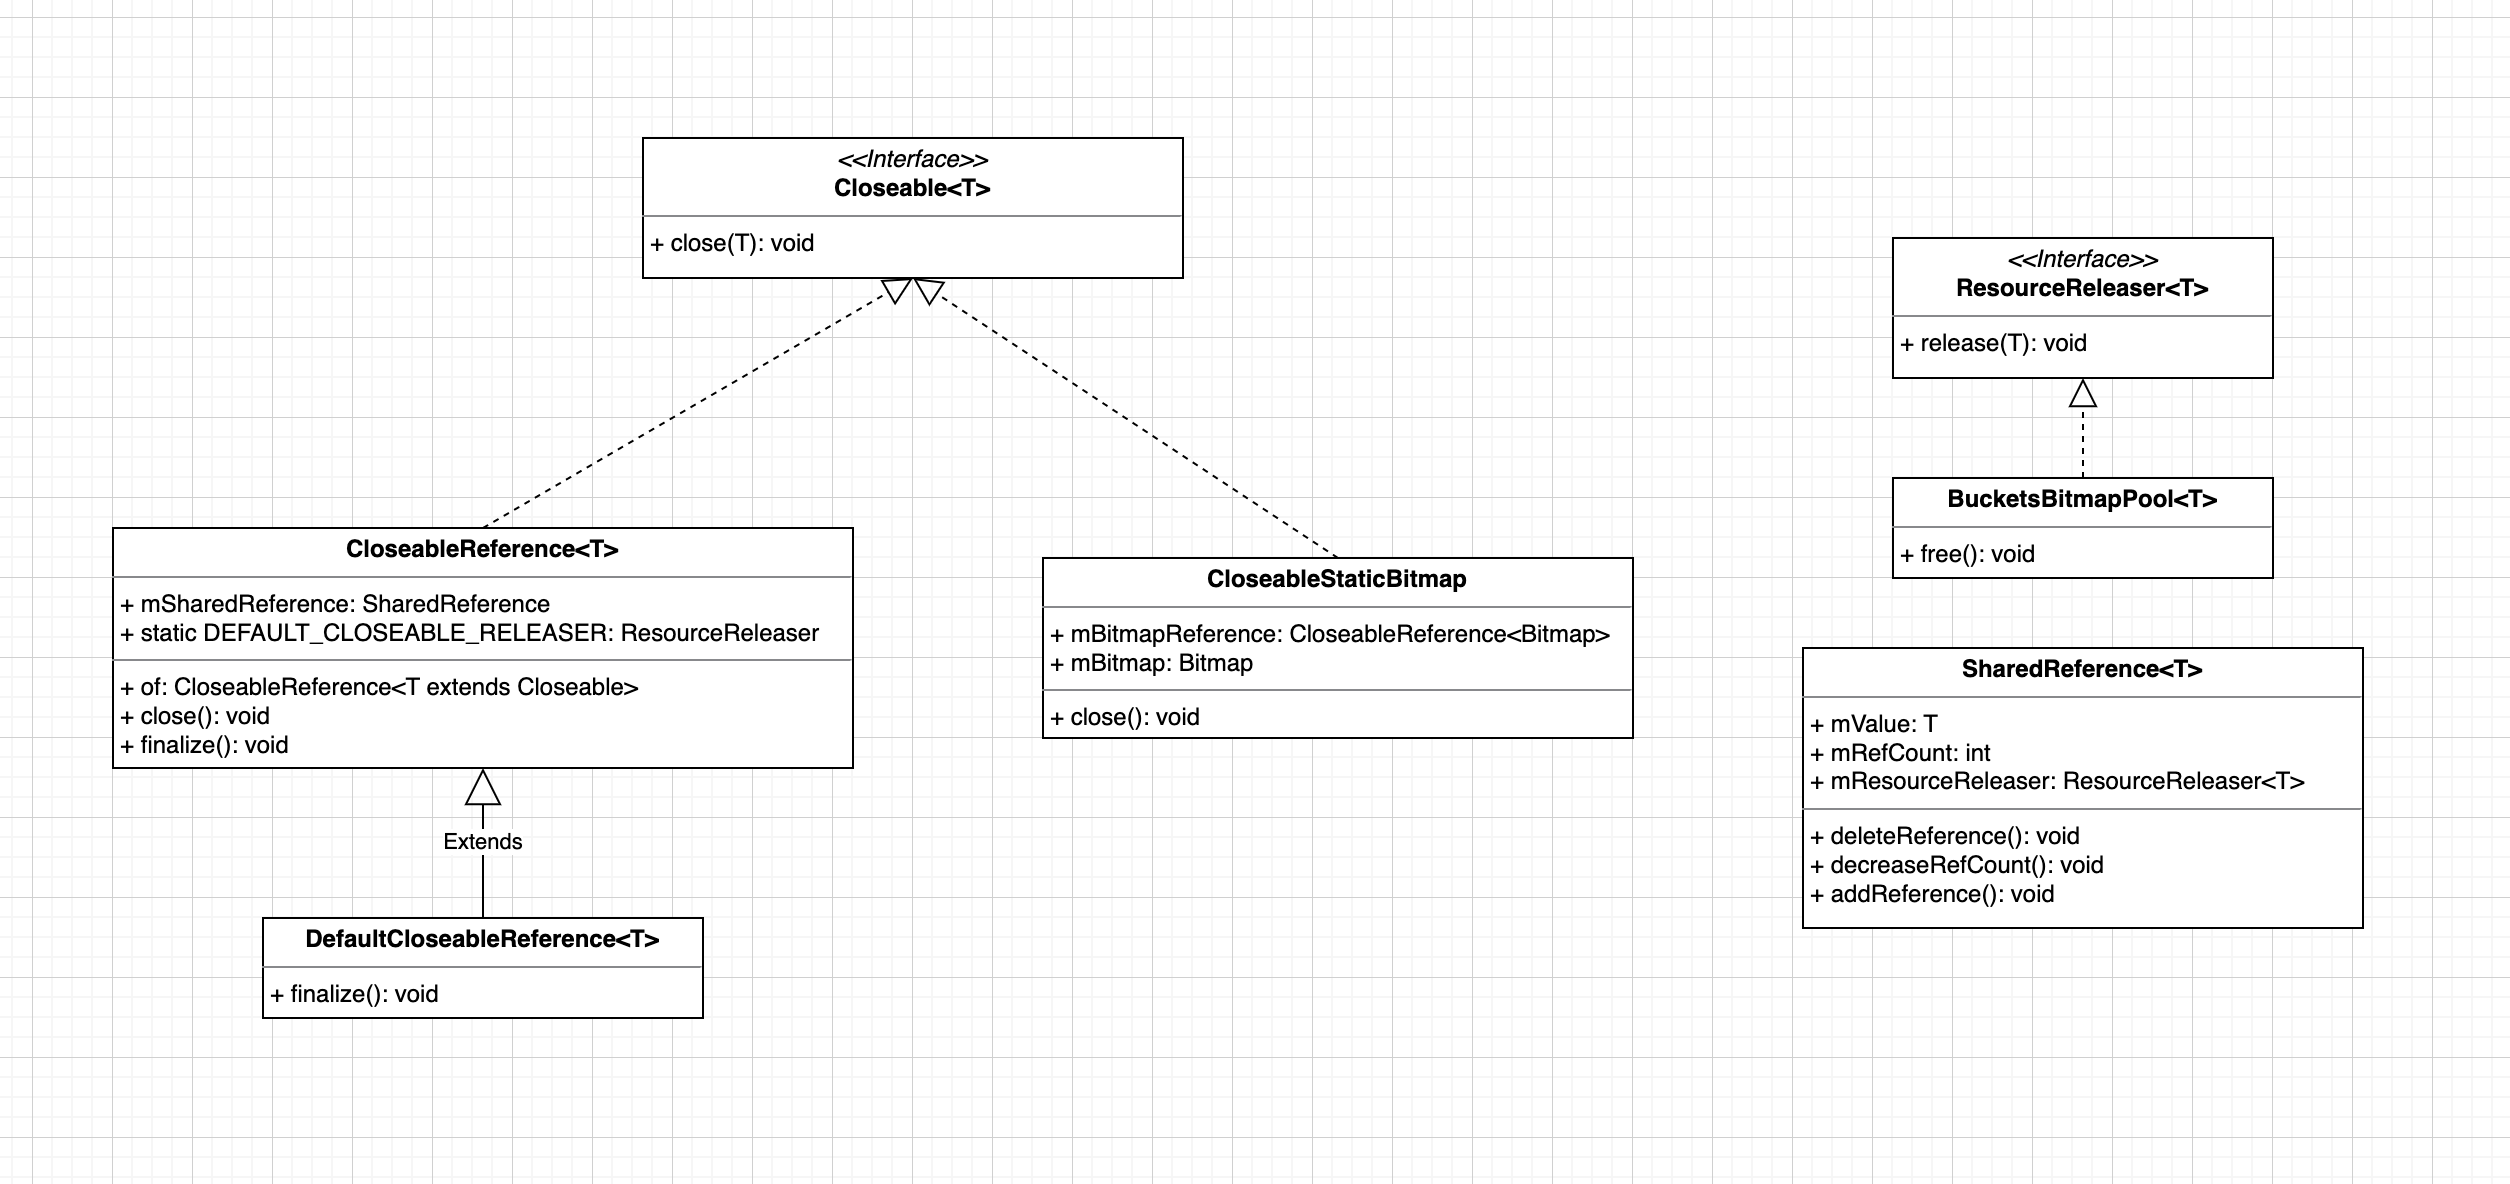 <<Interface>>
Closeable<T>
+ close(T): void
<<Interface>>
ResourceReleaser<T>
+ release(T): void
BucketsBitmapPool<T>
+ free(): void
CloseableReference<T>
+ mSharedReference: SharedReference
+ static DEFAULT_CLOSEABLE_RELEASER: ResourceReleaser
+ of: CloseableReference<T extends Closeable>
+ close(): void
+ finalize(): void
CloseableStaticBitmap
+ mBitmapReference: CloseableReference<Bitmap>
+ mBitmap: Bitmap
+ close(): void
SharedReference<T>
+ mValue: T
+ mRefCount: int
+ mResourceReleaser: ResourceReleaser<T>
+ deleteReference(): void
+ decreaseRefCount(): void
+ addReference(): void
Extends
DefaultCloseableReference<T>
+ finalize(): void